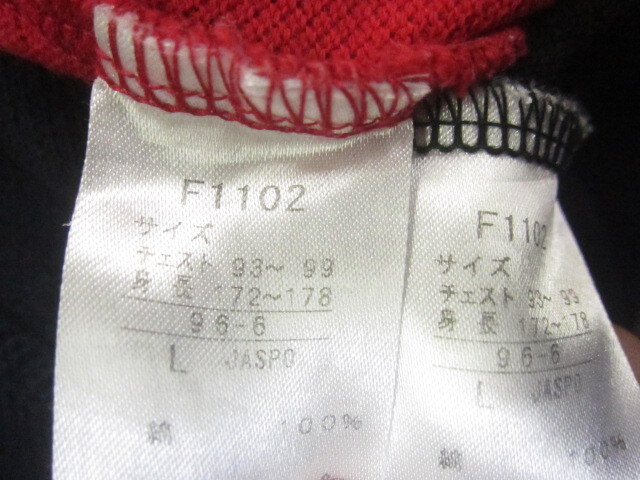 F1102
サイズ
チェスト 93~99
身長 172~178
96-6
L JASPO
綿 100%
F1102
サイズ
チェスト 93~99
身長 172~178
96-6
L JASPO
綿 100%